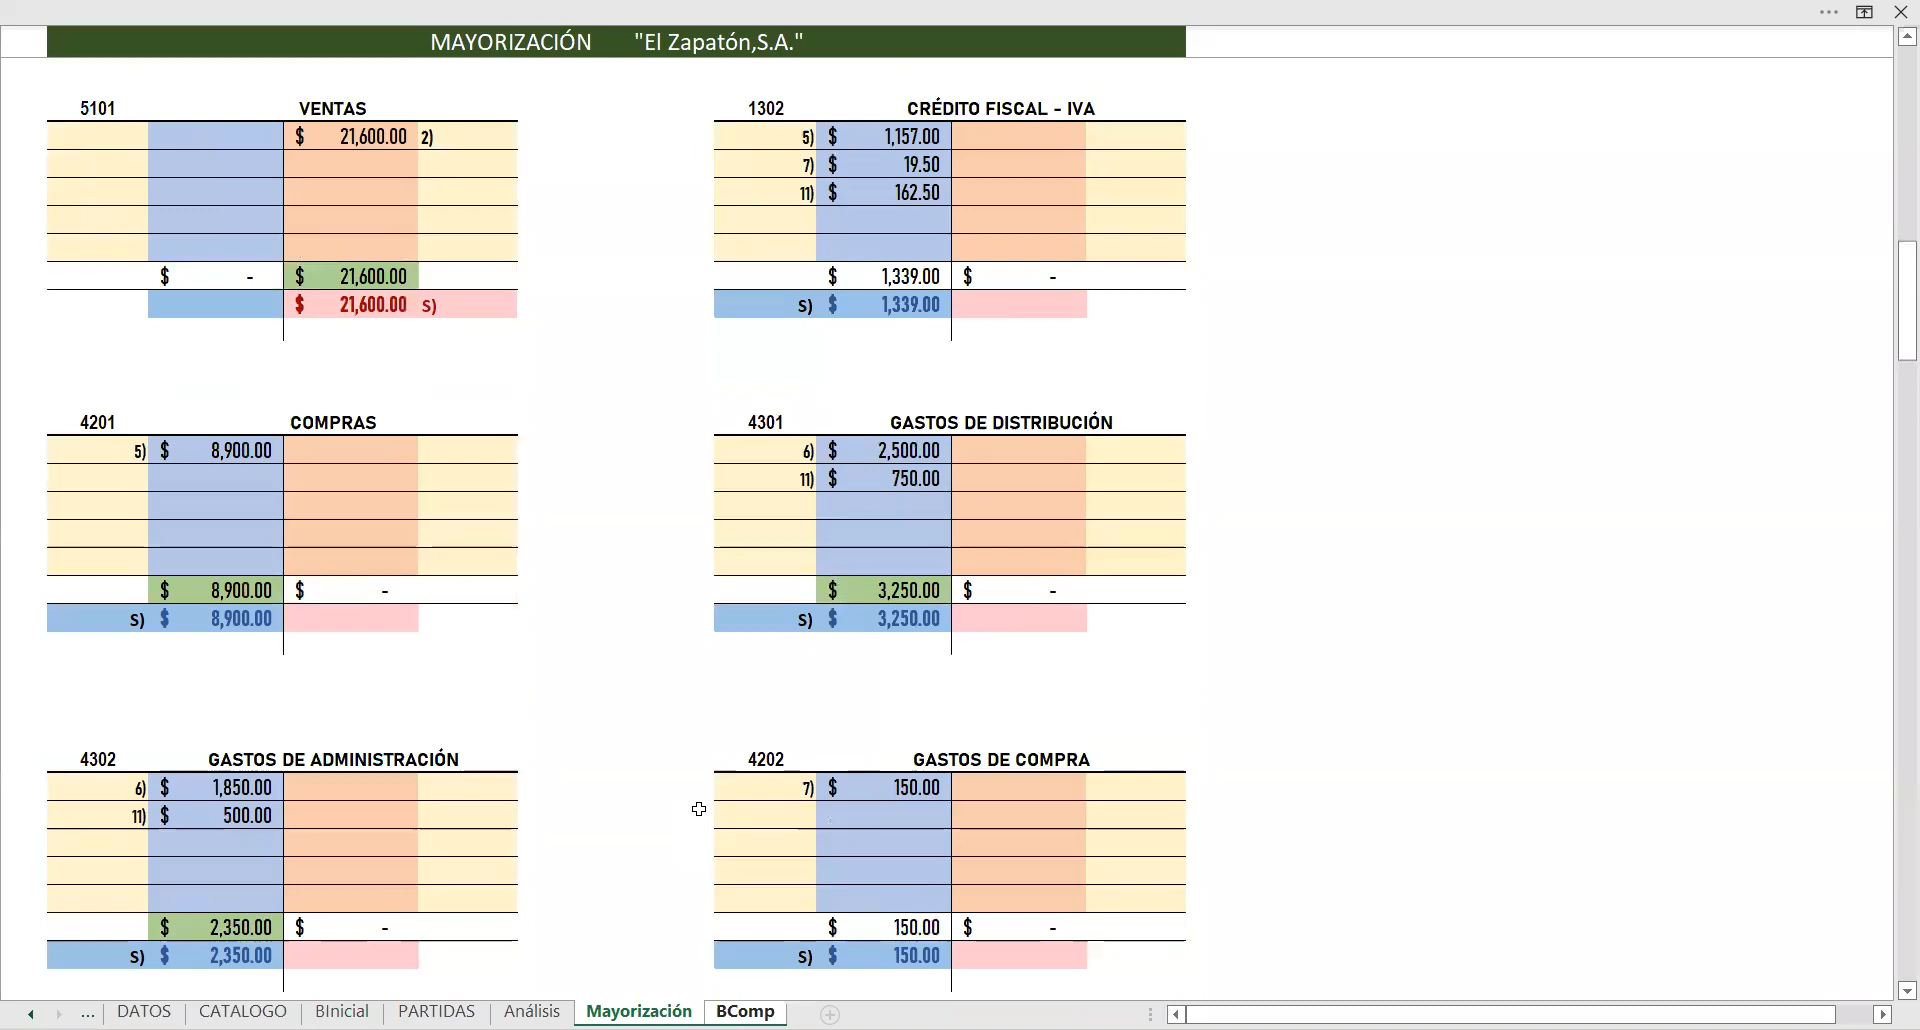 MAYORIZACIÓN "El Zapatón,S.A."
5101 VENTAS
$ 21,600.00 2)
$ - $ 21,600.00
$ 21,600.00 S)
1302 CRÉDITO FISCAL - IVA
5) $ 1,157.00
7) $ 19.50
11) $ 162.50
$ 1,339.00 $ -
S) $ 1,339.00
4201 COMPRAS
5) $ 8,900.00
$ 8,900.00 $ -
S) $ 8,900.00
4301 GASTOS DE DISTRIBUCIÓN
6) $ 2,500.00
11) $ 750.00
$ 3,250.00 $ -
S) $ 3,250.00
4302 GASTOS DE ADMINISTRACIÓN
6) $ 1,850.00
11) $ 500.00
$ 2,350.00 $ -
S) $ 2,350.00
4202 GASTOS DE COMPRA
7) $ 150.00
$ 150.00 $ -
S) $ 150.00
... DATOS CATALOGO BInicial PARTIDAS Análisis Mayorización BComp